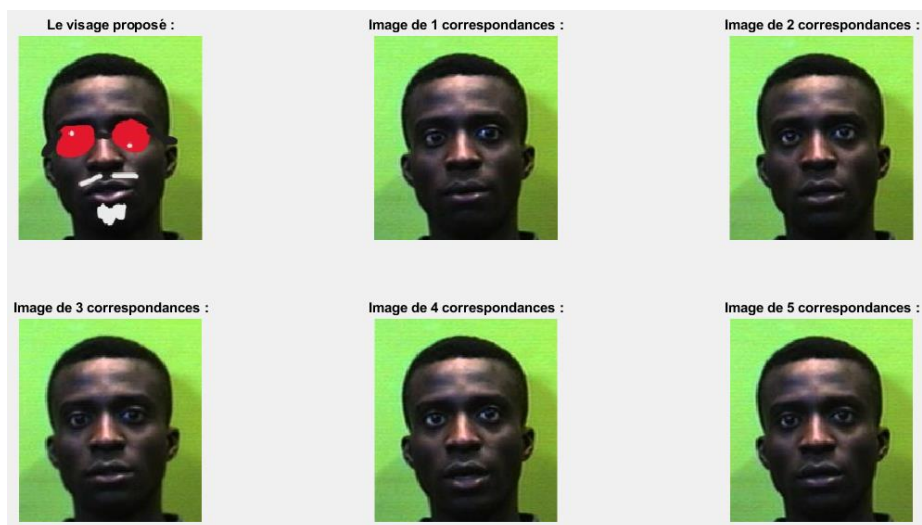 Le visage proposé :
Image de 1 correspondances :
Image de 2 correspondances :
Image de 3 correspondances :
Image de 4 correspondances :
Image de 5 correspondances :